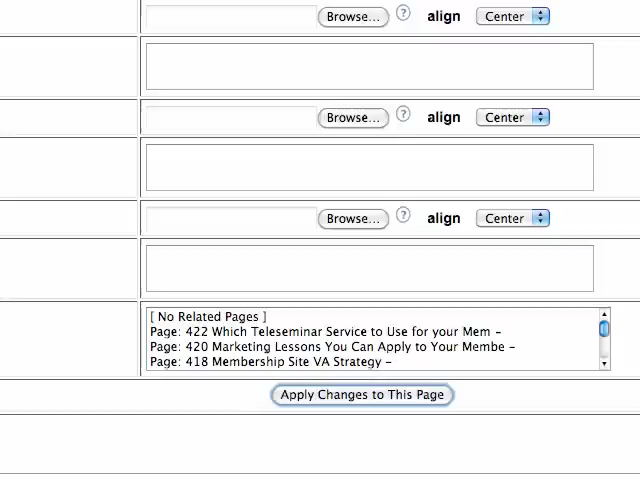 Browse... ? align Center
Browse... ? align Center
Browse... ? align Center
[ No Related Pages ]
Page: 422 Which Teleseminar Service to Use for your Mem -
Page: 420 Marketing Lessons You Can Apply to Your Membe -
Page: 418 Membership Site VA Strategy -
Apply Changes to This Page